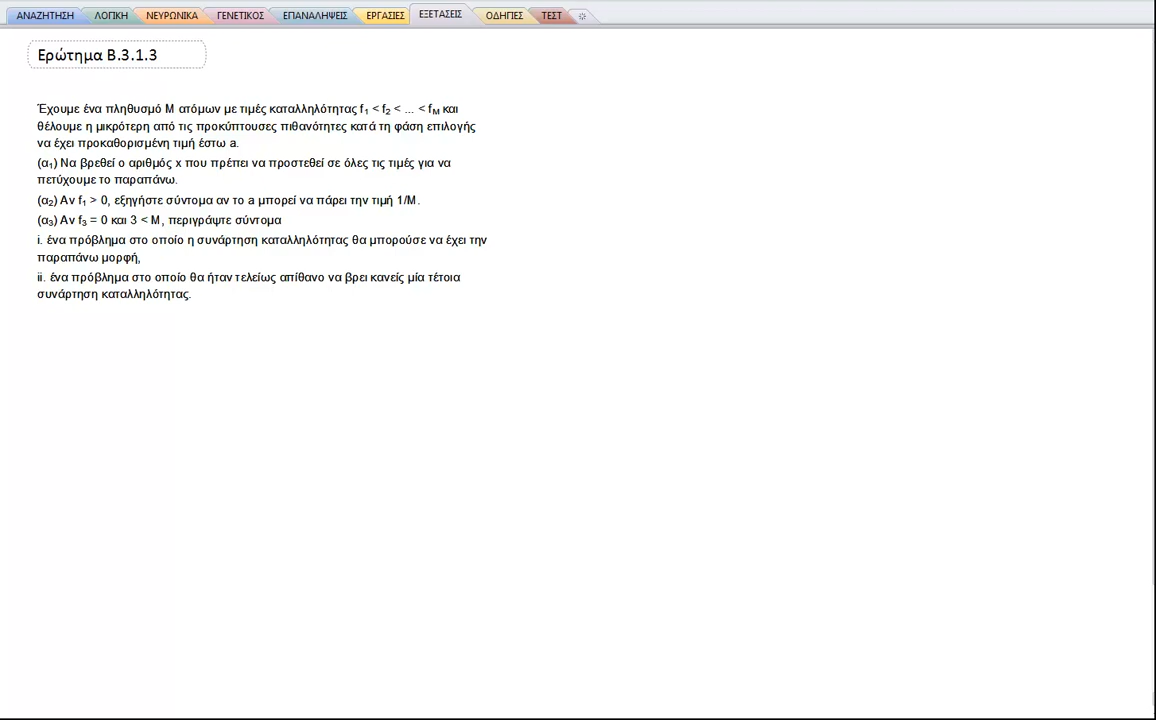 ΑΝΑΖΗΤΗΣΗ ΛΟΓΙΚΗ ΝΕΥΡΩΝΙΚΑ ΓΕΝΕΤΙΚΟΣ ΕΠΑΝΑΛΗΨΕΙΣ ΕΡΓΑΣΙΕΣ ΕΞΕΤΑΣΕΙΣ ΟΔΗΓΙΕΣ ΤΕΣΤ
Ερώτημα Β.3.1.3
Έχουμε ένα πληθυσμό Μ ατόμων με τιμές καταλληλότητας f₁ < f₂ < ... < f_M και
θέλουμε η μικρότερη από τις προκύπτουσες πιθανότητες κατά τη φάση επιλογής
να έχει προκαθορισμένη τιμή έστω a.
(α₁) Να βρεθεί ο αριθμός x που πρέπει να προστεθεί σε όλες τις τιμές για να
πετύχουμε το παραπάνω.
(α₂) Αν f₁ > 0, εξηγήστε σύντομα αν το a μπορεί να πάρει την τιμή 1/Μ.
(α₃) Αν f₃ = 0 και 3 < Μ, περιγράψτε σύντομα
i. ένα πρόβλημα στο οποίο η συνάρτηση καταλληλότητας θα μπορούσε να έχει την
παραπάνω μορφή,
ii. ένα πρόβλημα στο οποίο θα ήταν τελείως απίθανο να βρει κανείς μία τέτοια
συνάρτηση καταλληλότητας.